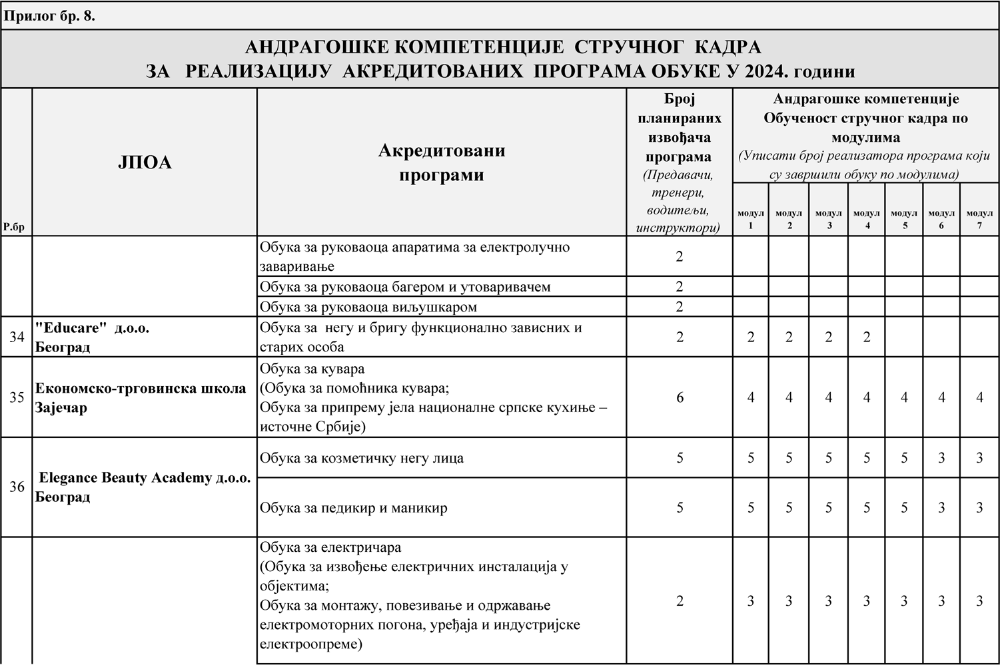 Прилог бр. 8.
АНДРАГОШКЕ КОМПЕТЕНЦИЈЕ СТРУЧНОГ КАДРА
ЗА РЕАЛИЗАЦИЈУ АКРЕДИТОВАНИХ ПРОГРАМА ОБУКЕ У 2024. години
Р.бр
ЈПОА
Акредитовани
програми
Број
планираних
извођача
програма
(Предавачи,
тренери,
водитељи,
инструктори)
Андрагошке компетенције
Обученост стручног кадра по
модулима
(Уписати број реализатора програма који
су завршили обуку по модулима)
модул 1
модул 2
модул 3
модул 4
модул 5
модул 6
модул 7
Обука за руковаоца апаратима за електролучно
заваривање
2
Обука за руковаоца багером и утоваривачем 2
Обука за руковаоца виљушкаром 2
34
"Educare" д.о.о.
Београд
Обука за негу и бригу функционално зависних и
старих особа
2 2 2 2 2
35
Економско-трговинска школа
Зајечар
Обука за кувара
(Обука за помоћника кувара;
Обука за припрему јела националне српске кухиње –
источне Србије)
6 4 4 4 4 4 4 4
36
Elegance Beauty Academy д.о.о.
Београд
Обука за козметичку негу лица 5 5 5 5 5 5 3 3
Обука за педикир и маникир 5 5 5 5 5 5 3 3
Обука за електричара
(Обука за извођење електричних инсталација у
објектима;
Обука за монтажу, повезивање и одржавање
електромоторних погона, уређаја и индустријске
електроопреме)
2 3 3 3 3 3 3 3